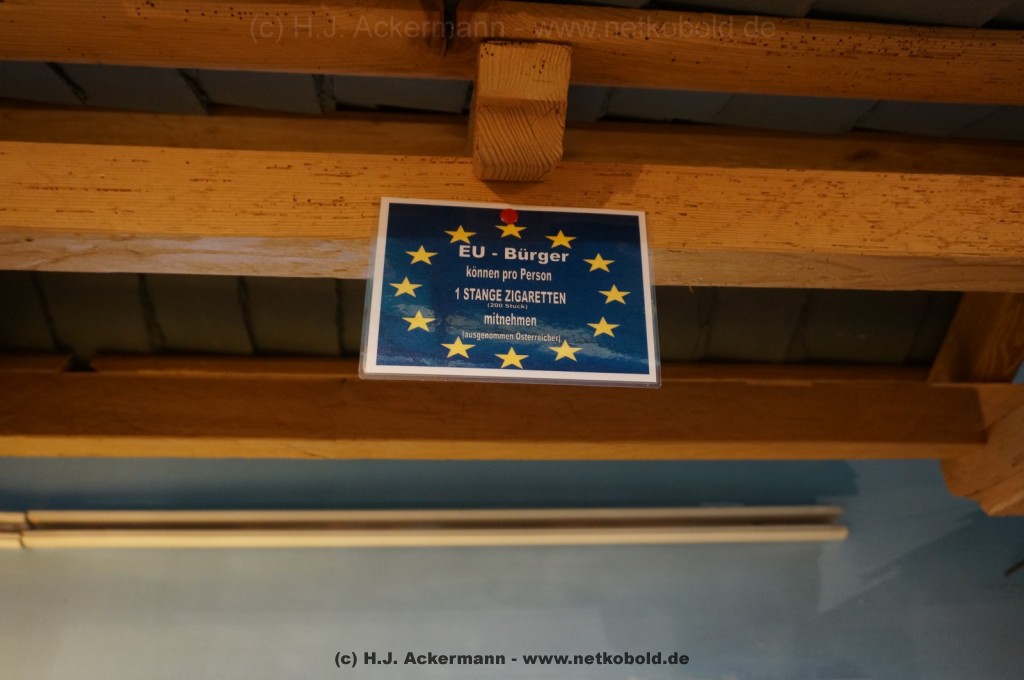 (c) H.J. Ackermann - www.netkobold.de
EU - Bürger
können pro Person
1 STANGE ZIGARETTEN
(200 Stück)
mitnehmen
(ausgenommen Österreicher)
(c) H.J. Ackermann - www.netkobold.de